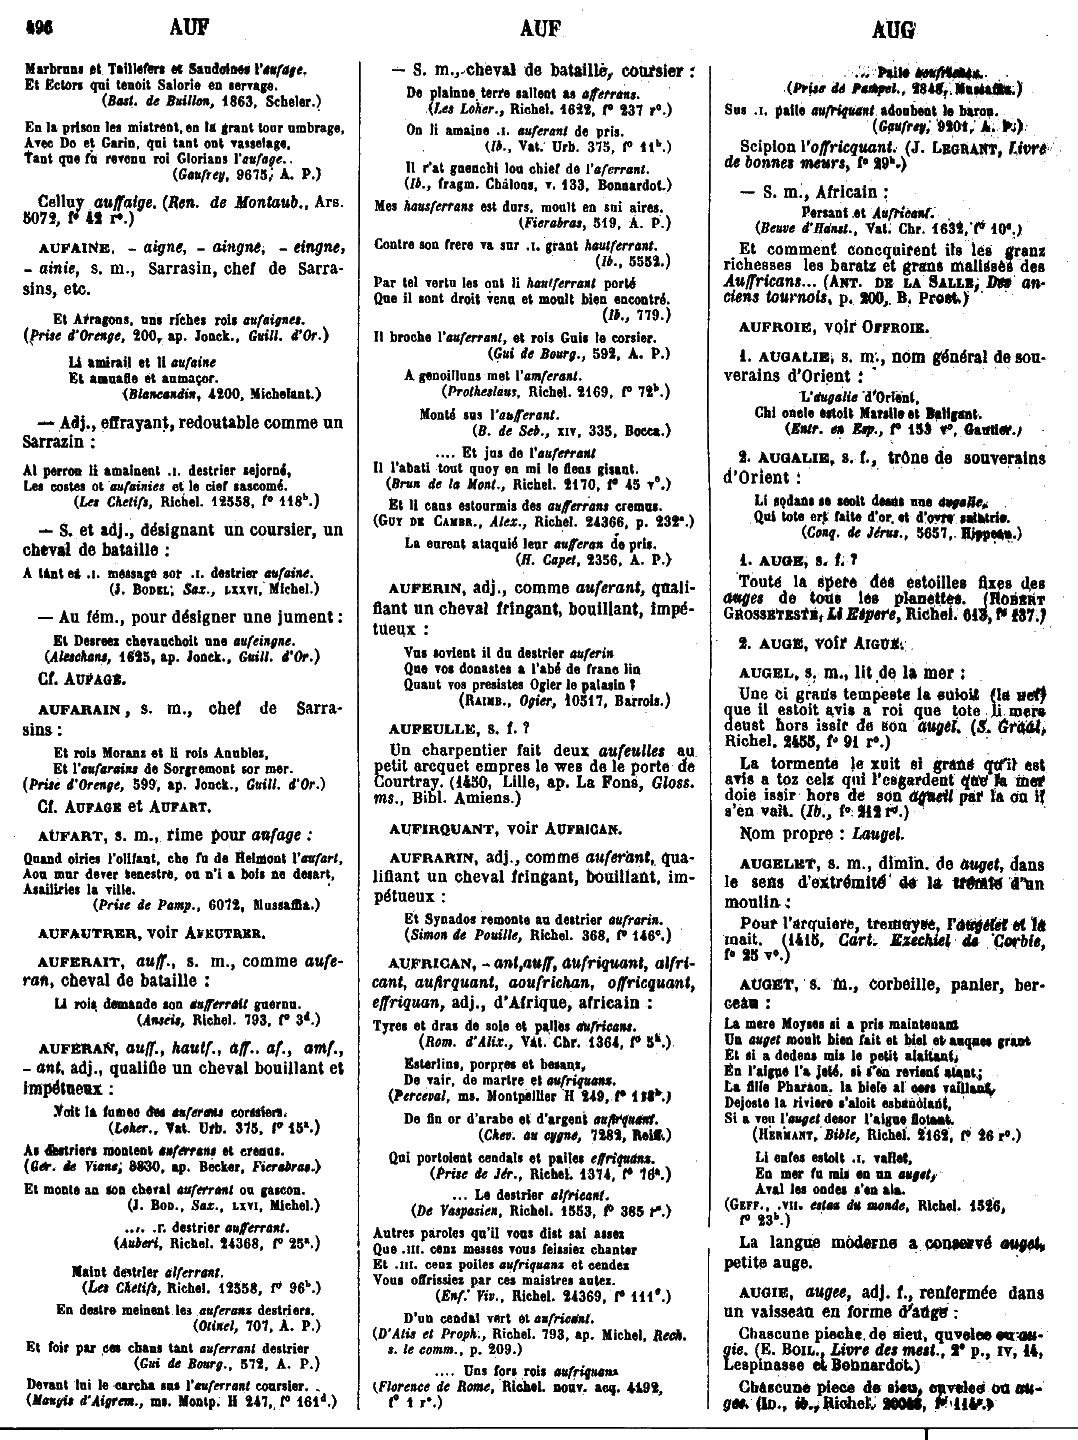 496 AUF AUF AUG
Marbruns et Taillefers et Sandoines l'aufage,
Et Ectors qui tenoit Salorie en servage.
(Bast. de Buillon, 1863, Scheler.)
En la prison les mistrent, en la grant tour umbrage,
Avec Do et Garin, qui tant ont vasselage,
Tant que fu revenu roi Glorians l'aufage.
(Gaufrey, 9675, A. P.)
Celluy auffaige. (Ren. de Montaub., Ars.
5072, f° 42 r°.)
AUFAINE, - aigne, - aingne, - eingne,
- ainie, s. m., Sarrasin, chef de Sarra-
sins, etc.
Et Arragons, uns riches rois aufaignes.
(Prise d'Orenge, 200, ap. Jonck., Guill. d'Or.)
Li amirail et li aufaine
Et amuafle et aumaçor.
(Blancandin, 4200, Michelant.)
— Adj., effrayant, redoutable comme un
Sarrazin :
Al perron li amainent .I. destrier sejorné,
Les costes ot aufainies et le cief sascomé.
(Les Chetifs, Richel. 12558, f° 118ᵇ.)
— S. et adj., désignant un coursier, un
cheval de bataille :
A tant es .I. message sor .I. destrier aufaine.
(J. BODEL, Sax., LXXVI, Michel.)
— Au fém., pour désigner une jument :
Et Desreez chevauchoit une aufeingne.
(Aleschans, 1625, ap. Jonck., Guill. d'Or.)
Cf. AUFAGE.
AUFARAIN, s. m., chef de Sarra-
sins :
Et rois Moranz et li rois Anublez,
Et l'aufarains de Sorgremont sor mer.
(Prise d'Orenge, 599, ap. Jonck., Guill. d'Or.)
Cf. AUFAGE et AUFART.
AUFART, s. m., rime pour aufage :
Quand oiries l'olifant, che fu de Helmont l'aufart,
Aou mur dever senestre, ou n'i a bois ne desart,
Asailiries la ville.
(Prise de Pamp., 6072, Mussafia.)
AUFAUTRER, voir AFEUTRER.
AUFERAIT, auff., s. m., comme aufe-
ran, cheval de bataille :
Li rois demande son aufferrait guernu.
(Anseis, Richel. 793, f° 3ᵈ.)
AUFERAN, auff., hautf., aff.. af., amf.,
- ant, adj., qualifie un cheval bouillant et
impétueux :
Voit la fumee des auferans corssiers.
(Loher., Vat. Urb. 375, f° 15ᵃ.)
As destriers montent auferrans et crenus.
(Gér. de Viane, 3830, ap. Becker, Fierabras.)
Et monte an son cheval auferrant ou gascon.
(J. BOD., Sax., LXVI, Michel.)
... .I. destrier aufferrant.
(Auberi, Richel. 24368, f° 25ᵃ.)
Maint destrier alferrant.
(Les Chetifs, Richel. 12558, f° 96ᵇ.)
En destre meinent les auferanz destriers.
(Otinel, 707, A. P.)
Et foir par ces chans tant auferrant destrier
(Gui de Bourg., 572, A. P.)
Devant lui le carcha sus l'auferrant coursier.
(Maugis d'Aigrem., ms. Montp. H 247, f° 161ᵈ.)
— S. m., cheval de bataille, coursier :
De plainne terre saillent as afferrans.
(Les Loher., Richel. 1622, f° 237 r°.)
On li amaine .I. auferant de pris.
(Ib., Vat. Urb. 375, f° 11ᵇ.)
Il r'at guenchi lou chief de l'aferrant.
(Ib., fragm. Châlons, v. 133, Bonnardot.)
Mes hausferrans est durs, moult en sui aires.
(Fierabras, 519, A. P.)
Contre son frere va sur .I. grant hautferrant.
(Ib., 5552.)
Par tel vertu les ont li hautferrant porté
Que il sont droit venu et moult bien encontré.
(Ib., 779.)
Il broche l'auferrant, et rois Guis le corsier.
(Gui de Bourg., 592, A. P.)
A genoilluns met l'amferant.
(Protheslaus, Richel. 2169, f° 72ᵇ.)
Monté sus l'aufferant.
(B. de Seb., XIV, 335, Bocca.)
.... Et jus de l'auferrant
Il l'abati tout quoy en mi le fiens gisant.
(Brun de la Mont., Richel. 2170, f° 45 v°.)
Et li cans estourmis des aufferans cremus.
(GUY DE CAMBR., Alex., Richel. 24366, p. 232ᵃ.)
La eurent ataquié leur aufferan de pris.
(H. Capet, 2356, A. P.)
AUFERIN, adj., comme auferant, quali-
fiant un cheval fringant, bouillant, impé-
tueux :
Vus sovient il du destrier auferin
Que vos donastes a l'abé de franc lin
Quant vos presistes Ogier le palasin ?
(RAIMB., Ogier, 10517, Barrois.)
AUFEULLE, s. f. ?
Un charpentier fait deux aufeulles au
petit arcquet empres le wes de le porte de
Courtray. (1450, Lille, ap. La Fons, Gloss.
ms., Bibl. Amiens.)
AUFIRQUANT, voir AUFRICAN.
AUFRARIN, adj., comme auferant, qua-
lifiant un cheval fringant, bouillant, im-
pétueux :
Et Synados remonte au destrier aufrarin.
(Simon de Pouille, Richel. 368, f° 146ᶜ.)
AUFRICAN, - ant, auff, aufriquant, alfri-
cant, aufirquant, aoufrichan, offricquant,
effriquan, adj., d'Afrique, africain :
Tyres et dras de soie et palles aufricans.
(Rom. d'Alix., Vat. Chr. 1364, f° 5ᵇ.)
Esterlins, porpres et besans,
De vair, de martre et aufriquans.
(Perceval, ms. Montpellier H 249, f° 118ᵇ.)
De fin or d'arabe et d'argent aufirquant.
(Chev. au cygne, 7282, Reiff.)
Qui portoient cendals et pailes effriquans.
(Prise de Jér., Richel. 1374, f° 76ᵃ.)
... Le destrier alfricant.
(De Vaspasien, Richel. 1553, f° 385 r°.)
Autres paroles qu'il vous dist sai assez
Que .III. cenz messes vous feissiez chanter
Et .III. cenz poiles aufriquanz et cendez
Vous offrissiez par ces maistres autez.
(Enf. Viv., Richel. 24369, f° 111ᵉ.)
D'un cendal vert et aufricant.
(D'Alis et Proph., Richel. 793, ap. Michel, Rech.
s. le comm., p. 209.)
.... Uns fors rois aufriquans
(Florence de Rome, Richel. nouv. acq. 4192,
f° 1 r°.)
... Paile aoufrichan.
(Prise de Pampel., 2848, Mussafia.)
Sus .I. paile aufriquant adoubent le baron.
(Gaufrey, 9201, A. P.)
Scipion l'offricquant. (J. LEGRANT, Livre
de bonnes meurs, f° 29ᵇ.)
— S. m., Africain :
Persant et Aufricant.
(Beuve d'Hanst., Vat. Chr. 1632, f° 10ᵉ.)
Et comment concquirent ils les granz
richesses les baratz et grans malisses des
Auffricans... (ANT. DE LA SALLE, Des an-
ciens tournois, p. 200, B. Prost.)
AUFROIE, voir OFFROIE.
1. AUGALIE, s. m., nom général de sou-
verains d'Orient :
L'augalie d'Orient,
Chi oncle estoit Marsile et Baligant.
(Entr. en Esp., f° 153 v°, Gautier.)
2. AUGALIE, s. f., trône de souverains
d'Orient :
Li sodans se seoit desus une augalie,
Qui tote ert faite d'or et d'ovre
(Conq. de Jérus., 5657, Hippeau.)
1. AUGE, s. f. ?
Touté la spere des estoilles fixes des
auges de tous les planettes. (ROBERT
GROSSETESTE, Li Espere, Richel. 613, f° 137.)
2. AUGE, voir AIGUE.
AUGEL, s. m., lit de la mer :
Une ci grans tempeste la suioit (la nef)
que il estoit avis a roi que tote li mers
deust hors issir de son augel. (S. Graal,
Richel. 2455, f° 91 r°.)
La tormente le xuit si grans qu'il est
avis a toz celz qui l'esgardent que la mer
doie issir hors de son agueil par la ou il
s'en vait. (Ib., f° 212 r°.)
Nom propre : Laugel.
AUGELET, s. m., dimin. de auget, dans
le sens d'extrémité de la trémie d'un
moulin :
Pour l'arquiere, tremuye, l'augelet et la
mait. (1415, Cart. Ezechiel de Corbie,
f° 25 v°.)
AUGET, s. m., corbeille, panier, ber-
ceau :
La mere Moyses si a pris maintenant
Un auget moult bien fait et biel et auques grant
Et si a dedens mis le petit alaitant,
En l'aigue l'a jeté, si s'en revient atant;
La fille Pharaon, la biele al cors vaillant,
Dejoste la riviere s'aloit esbanoiant,
Si a veu l'auget desor l'aigue flotant.
(HERMANT, Bible, Richel. 2162, f° 26 r°.)
Li enfes estoit .I. vaslet,
En mer fu mis en un auget,
Aval les ondes s'en ala.
(GEFF., .VII. estaz du monde, Richel. 1526,
f° 23ᵇ.)
La langue moderne a conservé auget,
petite auge.
AUGIE, augee, adj. f., renfermée dans
un vaisseau en forme d'auge :
Chascune pieche de sieu, quvelee ou au-
gie. (E. BOIL., Livre des mest., 2ᵉ p., IV, 14,
Lespinasse et Bonnardot.)
Chascune piece de sieu, cuvelee ou au-
gee. (ID., ib., Richel.